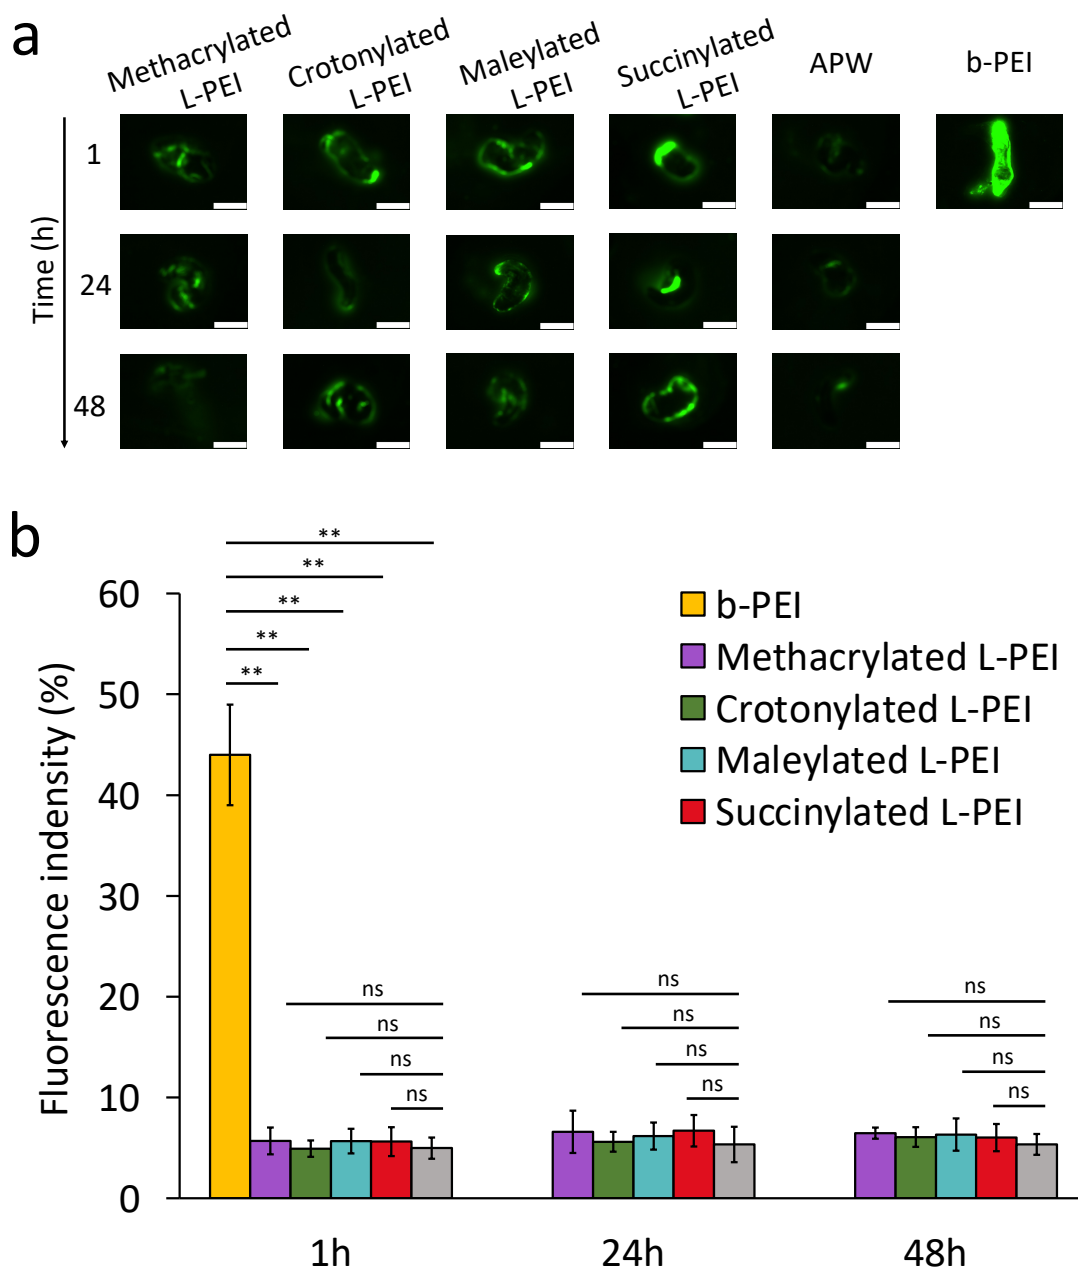 a
Methacrylated
L-PEI
Crotonylated
L-PEI
Maleylated
L-PEI
Succinylated
L-PEI
APW
b-PEI
Time (h)
1
24
48
b
**
**
**
**
**
Fluorescence indensity (%)
60
50
40
30
20
10
0
b-PEI
Methacrylated L-PEI
Crotonylated L-PEI
Maleylated L-PEI
Succinylated L-PEI
ns
ns
ns
ns
ns
ns
ns
ns
ns
ns
ns
ns
1h
24h
48h